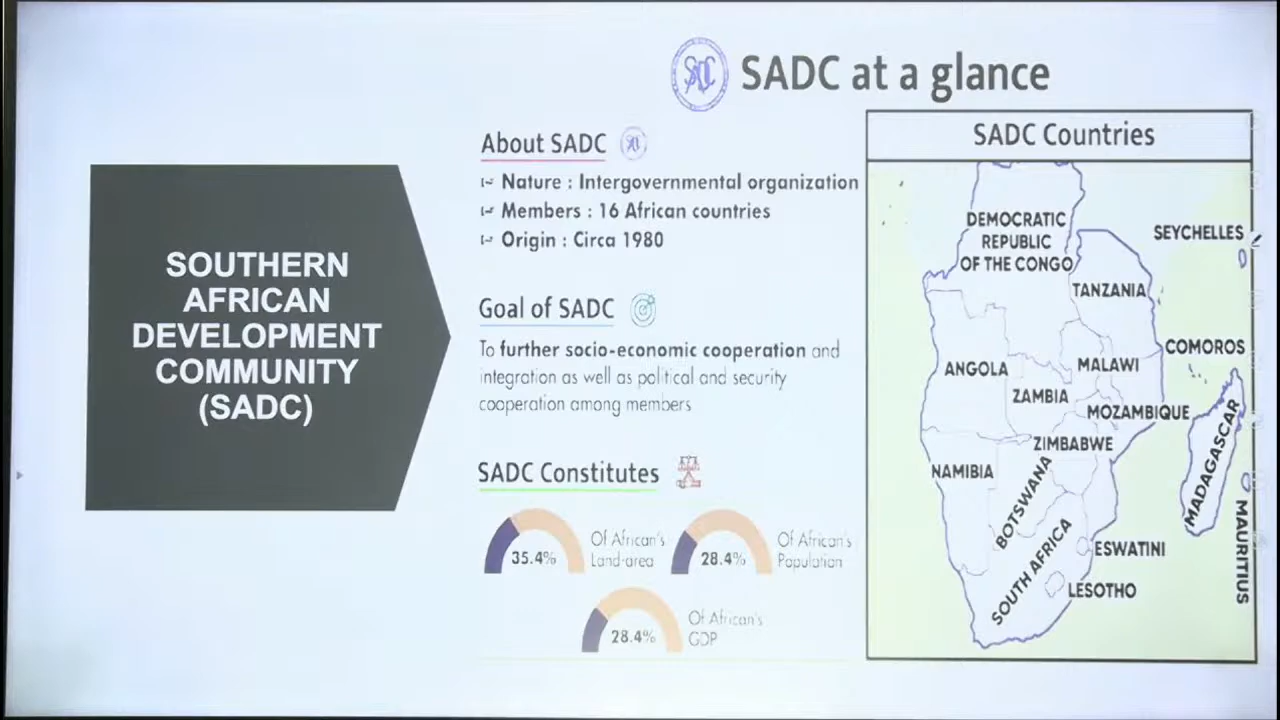 SOUTHERN
AFRICAN
DEVELOPMENT
COMMUNITY
(SADC)
SADC SADC at a glance
About SADC
Nature : Intergovernmental organization
Members : 16 African countries
Origin : Circa 1980
Goal of SADC
To further socio-economic cooperation and
integration as well as political and security
cooperation among members
SADC Constitutes
35.4%
Of African's
Land-area
28.4%
Of African's
Population
28.4%
Of African's
GDP
SADC Countries
DEMOCRATIC
REPUBLIC
OF THE CONGO
SEYCHELLES
TANZANIA
COMOROS
ANGOLA
MALAWI
ZAMBIA
MOZAMBIQUE
ZIMBABWE
MADAGASCAR
NAMIBIA
BOTSWANA
MAURITIUS
SOUTH AFRICA
ESWATINI
LESOTHO